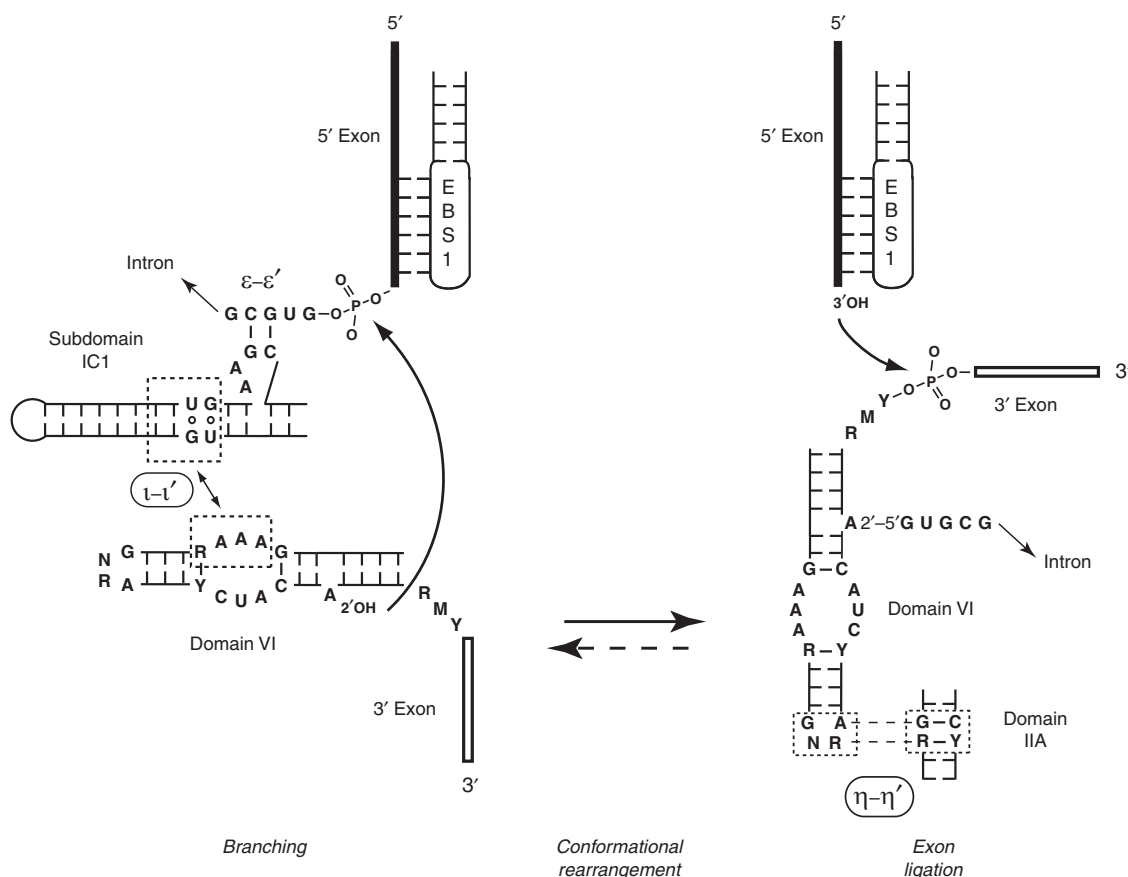 5′
5′ Exon
E
B
S
1
Intron
ε–ε′
G C G U G–O–P–O
O
O
G C
A
A
Subdomain
IC1
U G
G U
ι–ι′
R A A A G
N G
R A
Y C U A C
A 2′OH
R
M
Y
Domain VI
3′ Exon
3′
Branching
Conformational
rearrangement
5′
5′ Exon
E
B
S
1
3′OH
O
Y–O–P–O
O
M
R
3′
3′ Exon
A 2′–5′ G U G C G
Intron
G–C
A A
A U
A C
R–Y
Domain VI
G A
N R
G–C
R–Y
Domain
IIA
η–η′
Exon
ligation